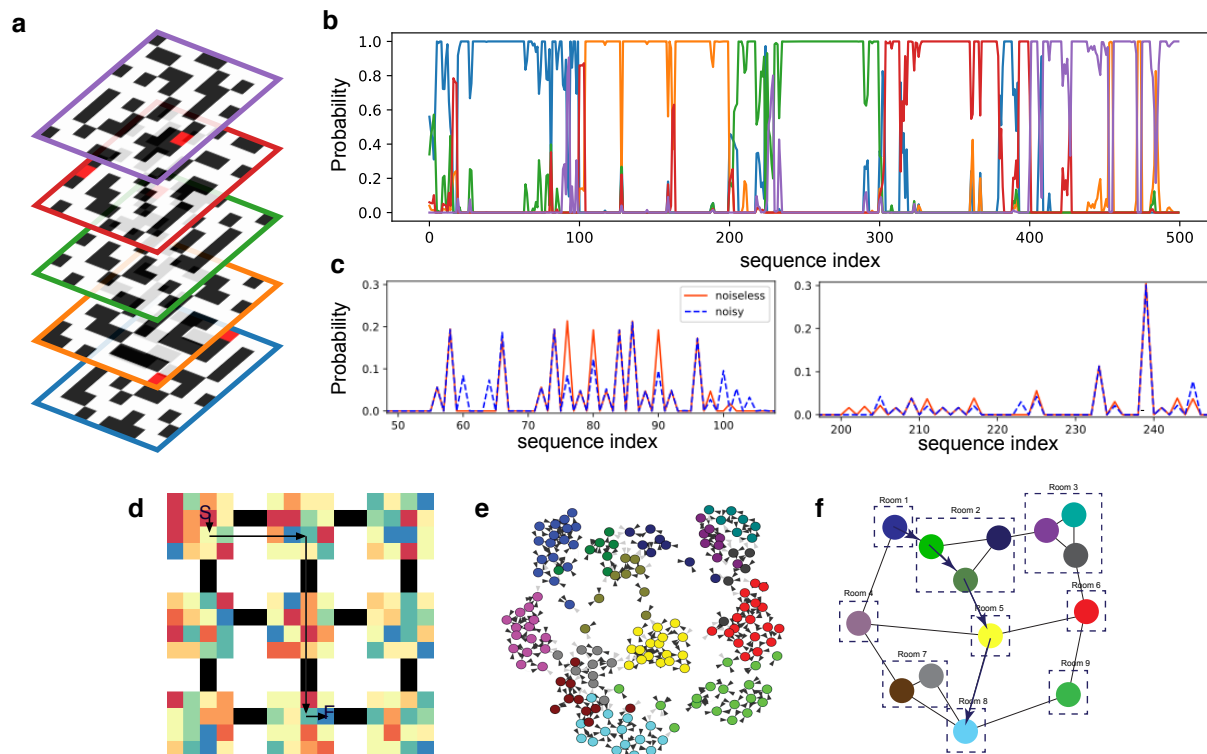 a
b
1.0
0.8
0.6
0.4
0.2
0.0
Probability
0 100 200 300 400 500
sequence index
c
0.3
0.2
0.1
0.0
Probability
noiseless
noisy
50 60 70 80 90 100
sequence index
0.3
0.2
0.1
0.0
200 210 220 230 240
sequence index
d
S
E
e
f
Room 1
Room 2
Room 3
Room 4
Room 5
Room 6
Room 7
Room 8
Room 9